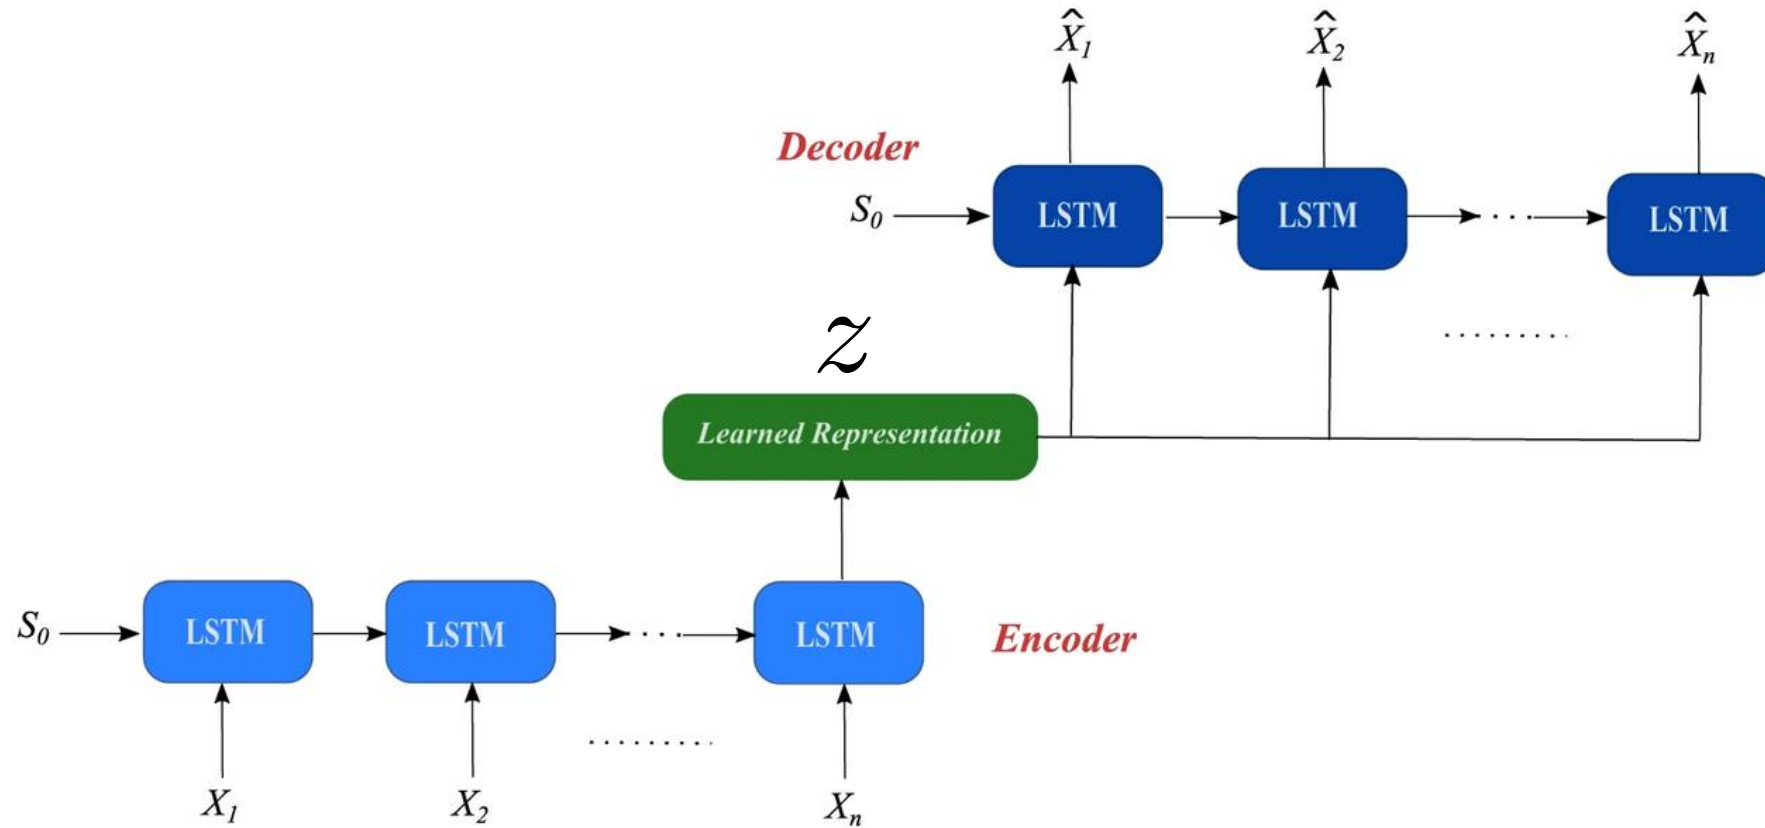 X̂₁ X̂₂ X̂ₙ
Decoder
S₀ LSTM LSTM ... LSTM
z
.........
Learned Representation
S₀ LSTM LSTM ... LSTM Encoder
.........
X₁ X₂ Xₙ